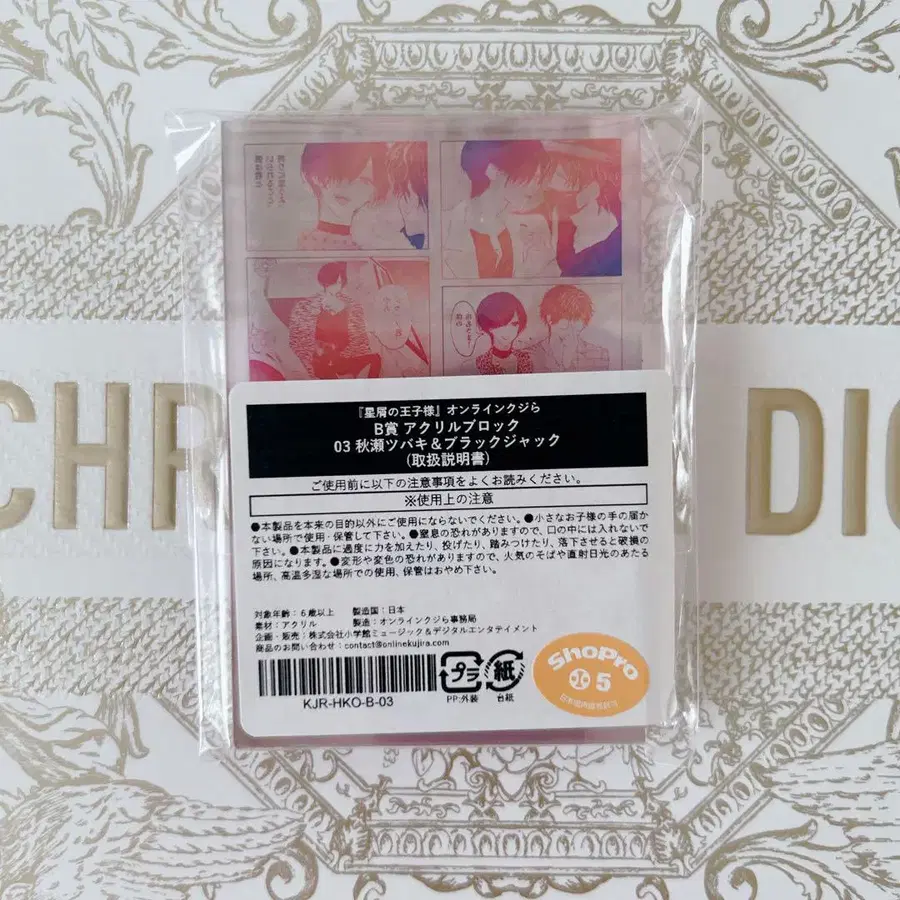 CHR
DIO
『星屑の王子様』オンラインクじら
B賞 アクリルブロック
03 秋瀬ツバキ&ブラックジャック
(取扱説明書)
ご使用前に以下の注意事項をよくお読みください。
※使用上の注意
●本製品を本来の目的以外にご使用にならないでください。●小さなお子様の手の届か
ない場所で使用・保管して下さい。●窒息の恐れがありますので、口の中には入れないで
下さい。●本製品に過度に力を加えたり、投げたり、踏みつけたり、落下させると破損の
原因になります。●変形や変色の恐れがありますので、火気のそばや直射日光のあたる
場所、高温多湿な場所での使用、保管はおやめ下さい。
対象年齢:6歳以上 製造国:日本
素材:アクリル 製造:オンラインクじら事務局
企画・販売:株式会社小学館ミュージック&デジタルエンタテイメント
商品のお問い合わせ:contact@onlinekujira.com
KJR-HKO-B-03
プラ
PP:外装
紙
台紙
ShoPro
5